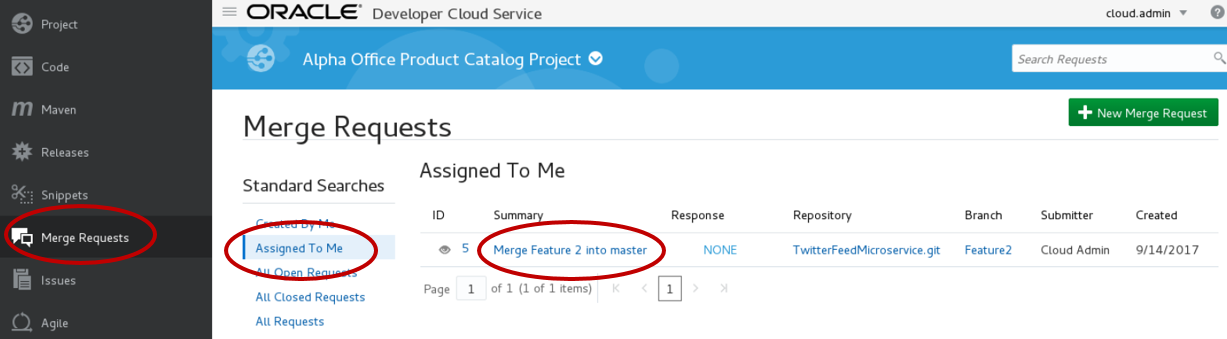 Project
Code
Maven
Releases
Snippets
Merge Requests
Issues
Agile
ORACLE® Developer Cloud Service
cloud.admin
Alpha Office Product Catalog Project
Search Requests
Merge Requests
New Merge Request
Standard Searches
Created By Me
Assigned To Me
All Open Requests
All Closed Requests
All Requests
Assigned To Me
ID Summary Response Repository Branch Submitter Created
5 Merge Feature 2 into master NONE TwitterFeedMicroservice.git Feature2 Cloud Admin 9/14/2017
Page 1 of 1 (1 of 1 items) 1